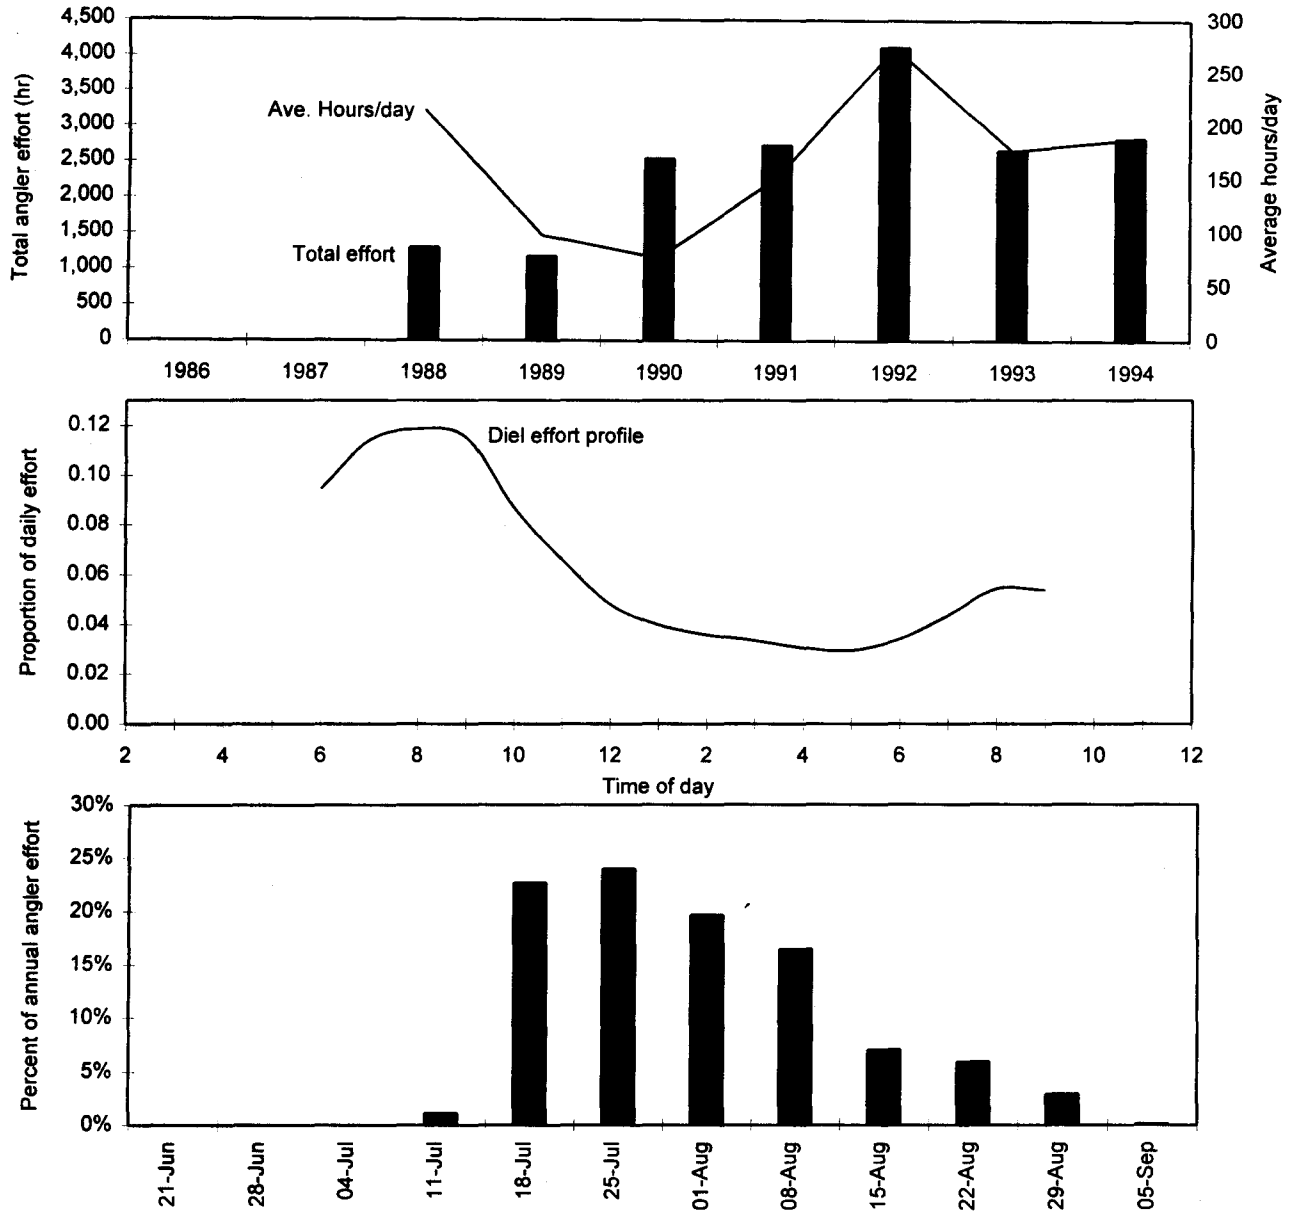 4,500
4,000
3,500
3,000
2,500
2,000
1,500
1,000
500
0
Total angler effort (hr)
Ave. Hours/day
Total effort
300
250
200
150
100
50
0
Average hours/day
1986 1987 1988 1989 1990 1991 1992 1993 1994
0.12
0.10
0.08
0.06
0.04
0.02
0.00
Proportion of daily effort
Diel effort profile
2 4 6 8 10 12 2 4 6 8 10 12
Time of day
30%
25%
20%
15%
10%
5%
0%
Percent of annual angler effort
21-Jun 28-Jun 04-Jul 11-Jul 18-Jul 25-Jul 01-Aug 08-Aug 15-Aug 22-Aug 29-Aug 05-Sep